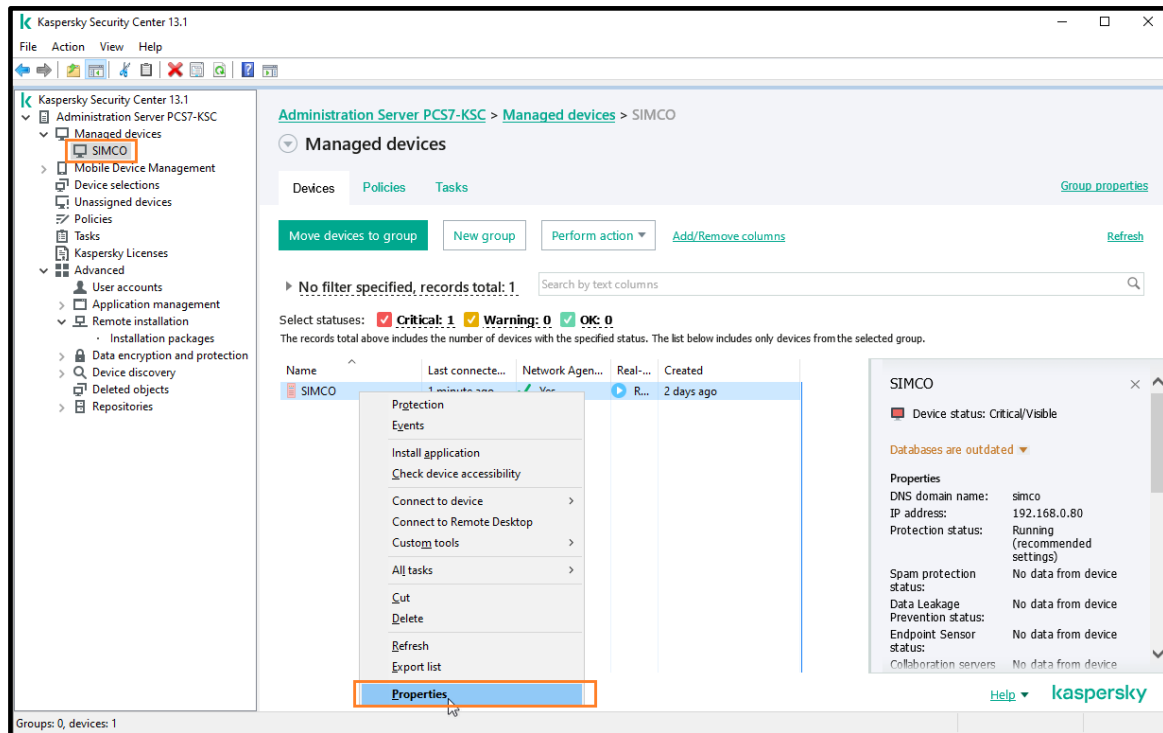 Kaspersky Security Center 13.1
File Action View Help
Kaspersky Security Center 13.1
Administration Server PCS7-KSC
Managed devices
SIMCO
Mobile Device Management
Device selections
Unassigned devices
Policies
Tasks
Kaspersky Licenses
Advanced
User accounts
Application management
Remote installation
Installation packages
Data encryption and protection
Device discovery
Deleted objects
Repositories
Administration Server PCS7-KSC > Managed devices > SIMCO
Managed devices
Devices Policies Tasks
Group properties
Move devices to group New group Perform action Add/Remove columns Refresh
No filter specified, records total: 1 Search by text columns
Select statuses: Critical: 1 Warning: 0 OK: 0
The records total above includes the number of devices with the specified status. The list below includes only devices from the selected group.
Name Last connecte... Network Agen... Real-... Created
SIMCO 1 minute ago Yes R... 2 days ago
Protection
Events
Install application
Check device accessibility
Connect to device
Connect to Remote Desktop
Custom tools
All tasks
Cut
Delete
Refresh
Export list
Properties
SIMCO
Device status: Critical/Visible
Databases are outdated
Properties
DNS domain name: simco
IP address: 192.168.0.80
Protection status: Running
(recommended
settings)
Spam protection No data from device
status:
Data Leakage No data from device
Prevention status:
Endpoint Sensor No data from device
status:
Collaboration servers No data from device
Help kaspersky
Groups: 0, devices: 1